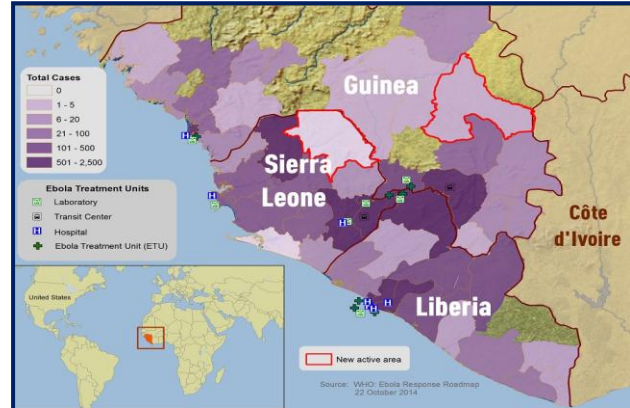 Total Cases
0
1 - 5
6 - 20
21 - 100
101 - 500
501 - 2,500
Ebola Treatment Units
Laboratory
Transit Center
H Hospital
Ebola Treatment Unit (ETU)
Guinea
Sierra
Leone
Côte
d'Ivoire
Liberia
United States
New active area
Source: WHO: Ebola Response Roadmap
22 October 2014